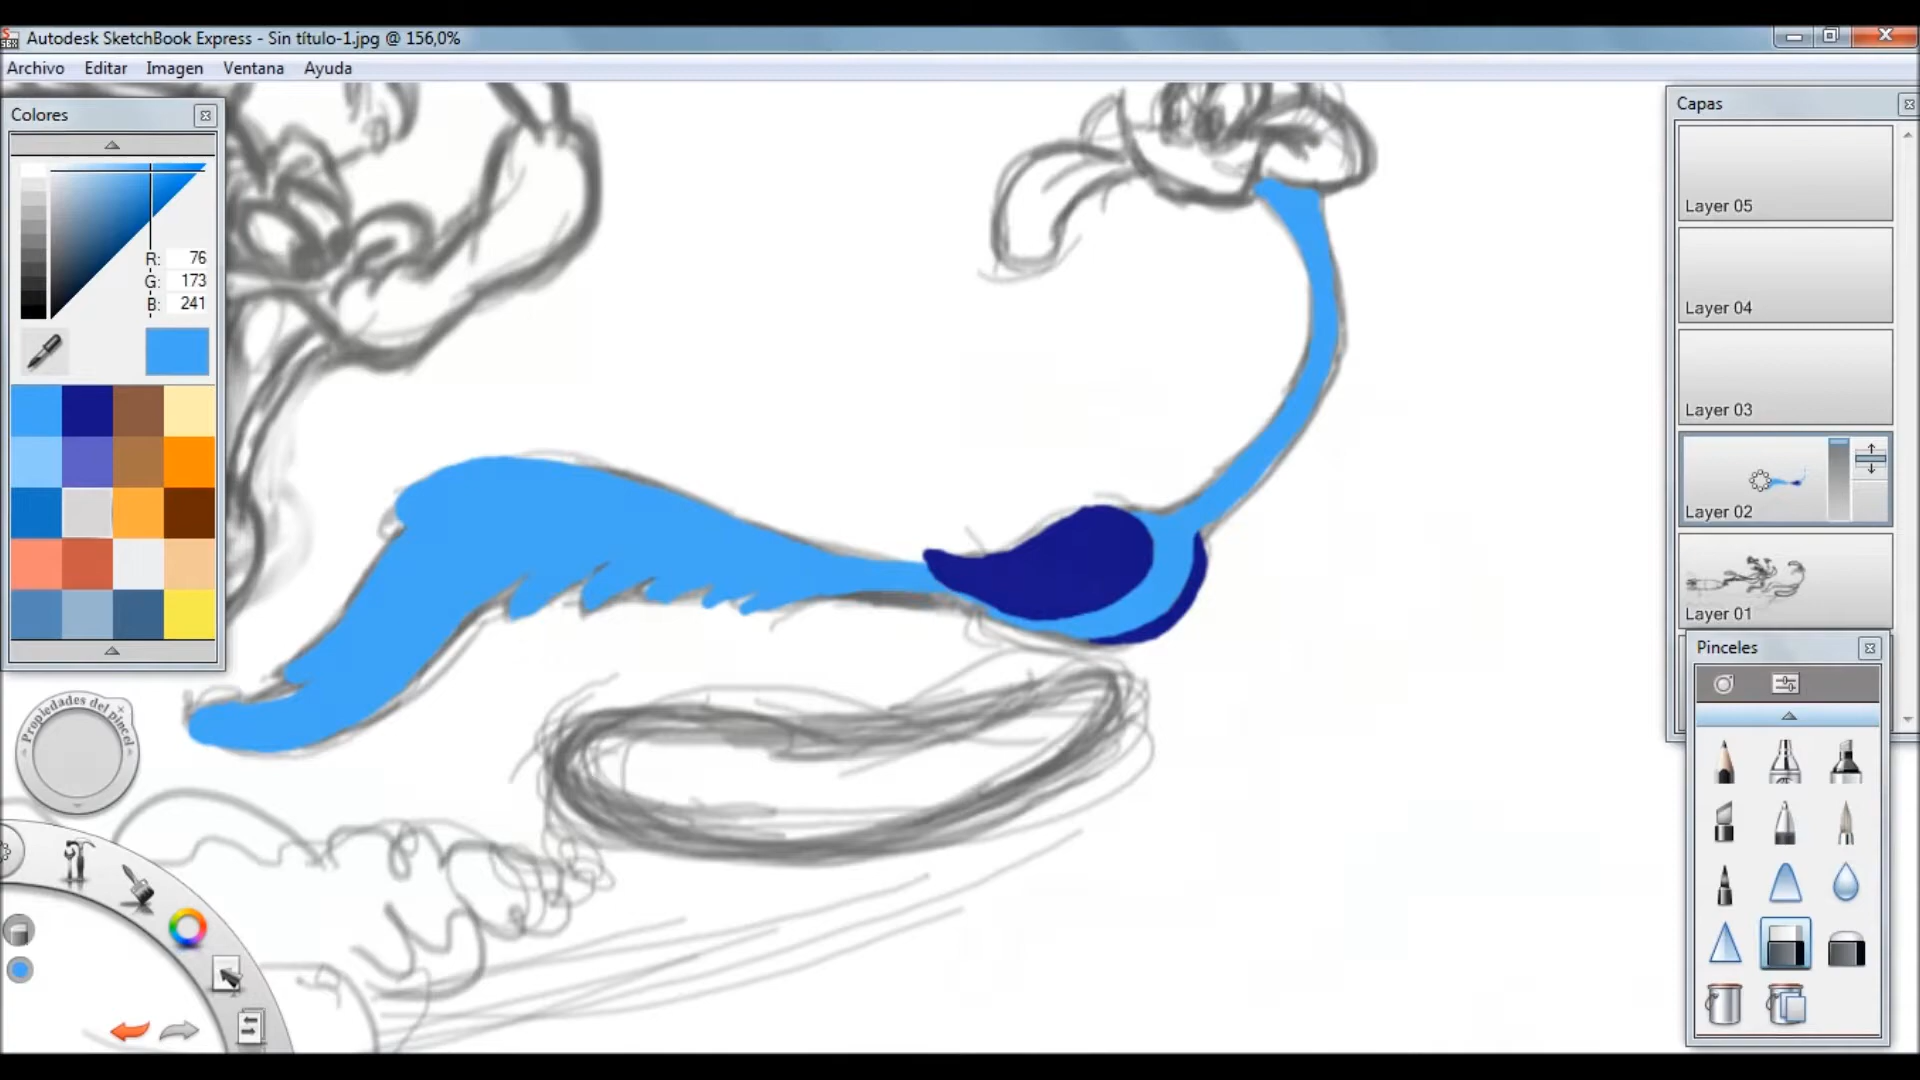 Autodesk SketchBook Express - Sin título-1.jpg @ 156,0%
Archivo Editar Imagen Ventana Ayuda
Colores
R: 76
G: 173
B: 241
Propiedades del pincel
Capas
Layer 05
Layer 04
Layer 03
Layer 02
Layer 01
Pinceles